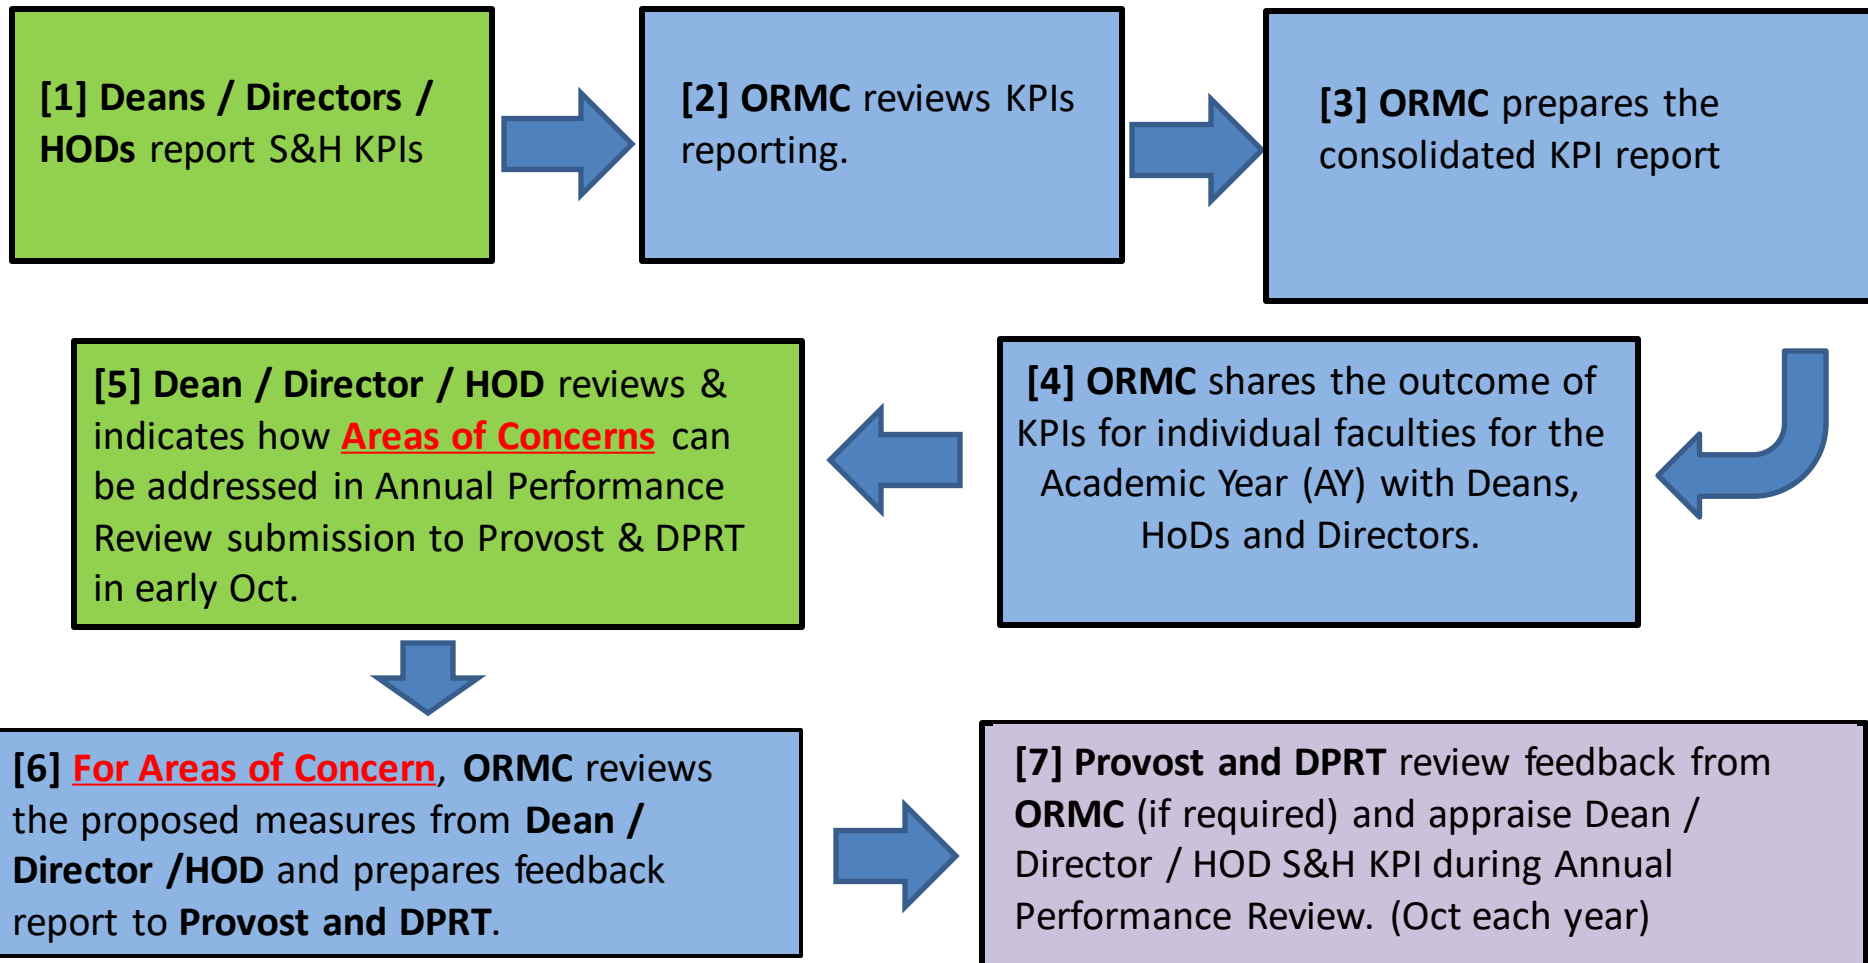 [1] Deans / Directors /
HODs report S&H KPIs
[2] ORMC reviews KPIs
reporting.
[3] ORMC prepares the
consolidated KPI report
[4] ORMC shares the outcome of
KPIs for individual faculties for the
Academic Year (AY) with Deans,
HoDs and Directors.
[5] Dean / Director / HOD reviews &
indicates how Areas of Concerns can
be addressed in Annual Performance
Review submission to Provost & DPRT
in early Oct.
[6] For Areas of Concern, ORMC reviews
the proposed measures from Dean /
Director /HOD and prepares feedback
report to Provost and DPRT.
[7] Provost and DPRT review feedback from
ORMC (if required) and appraise Dean /
Director / HOD S&H KPI during Annual
Performance Review. (Oct each year)